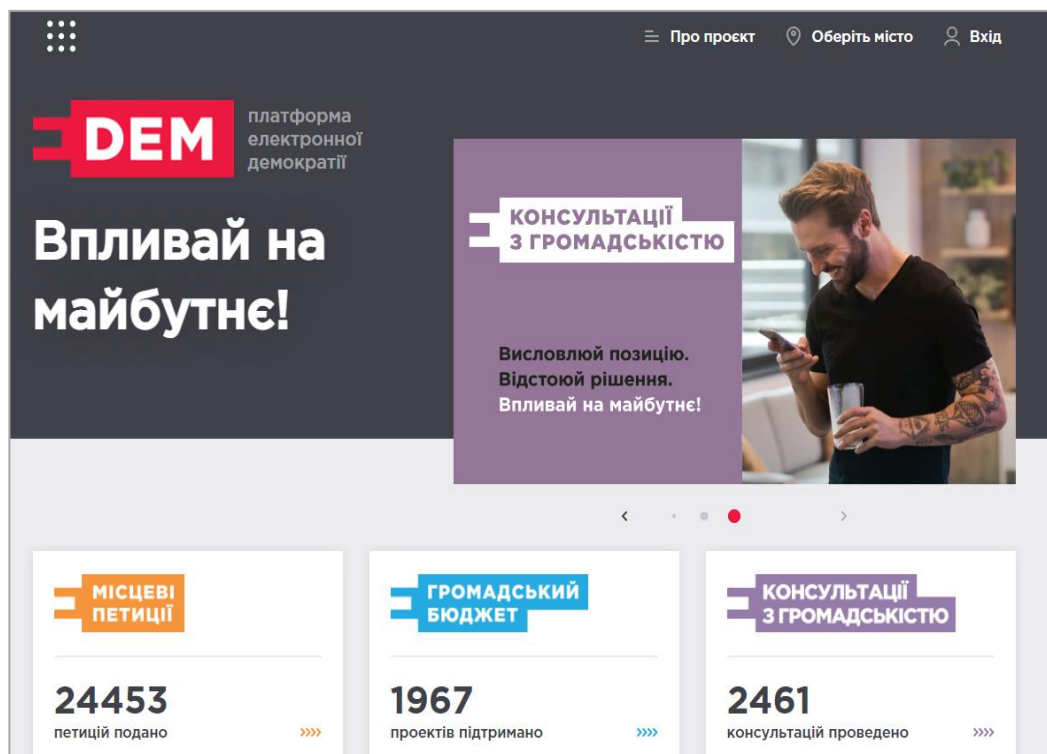 Про проєкт
Оберіть місто
Вхід
DEM
платформа
електронної
демократії
Впливай на
майбутнє!
КОНСУЛЬТАЦІЇ
З ГРОМАДСЬКІСТЮ
Висловлюй позицію.
Відстоюй рішення.
Впливай на майбутнє!
МІСЦЕВІ
ПЕТИЦІЇ
24453
петицій подано
ГРОМАДСЬКИЙ
БЮДЖЕТ
1967
проектів підтримано
КОНСУЛЬТАЦІЇ
З ГРОМАДСЬКІСТЮ
2461
консультацій проведено